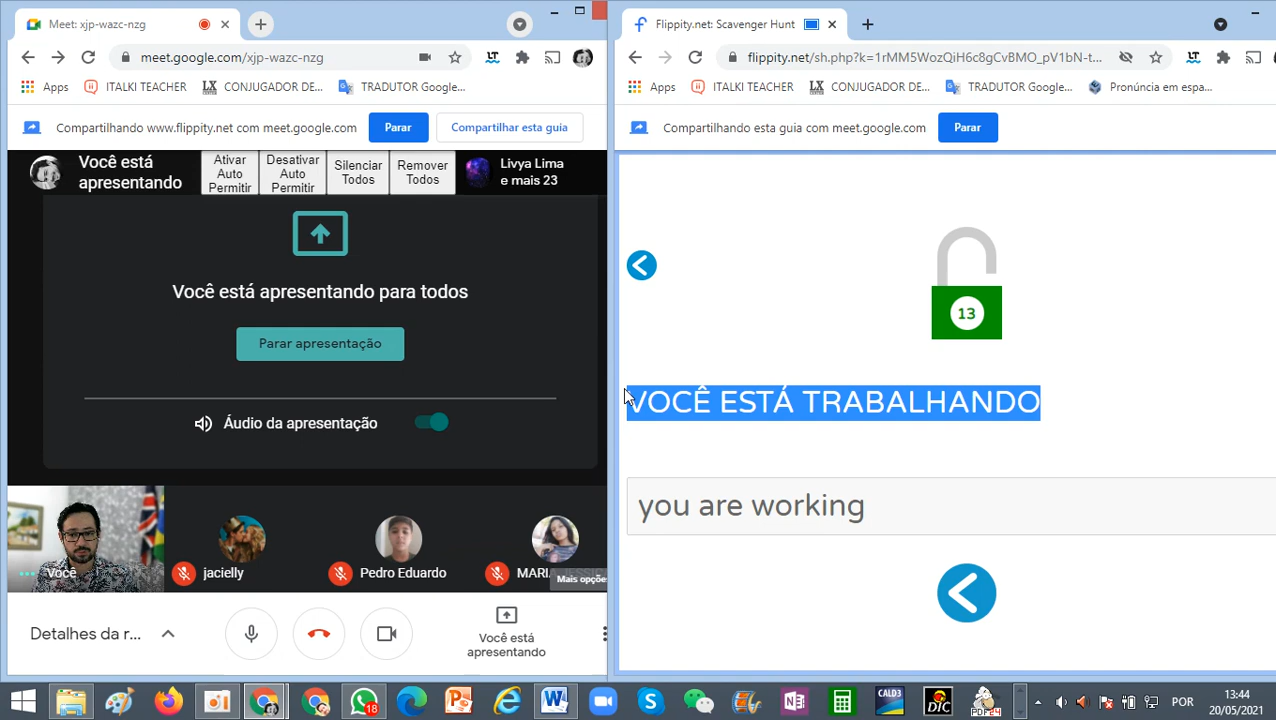 Meet: xjp-wazc-nzg
Flippity.net: Scavenger Hunt
meet.google.com/xjp-wazc-nzg
flippity.net/sh.php?k=1rMM5WozQiH6c8gCvBMO_pV1bN-t...
Apps ITALKI TEACHER CONJUGADOR DE... TRADUTOR Google...
Apps ITALKI TEACHER CONJUGADOR DE... TRADUTOR Google... Pronúncia em espa...
Compartilhando www.flippity.net com meet.google.com Parar Compartilhar esta guia
Compartilhando esta guia com meet.google.com Parar
Você está
apresentando
Ativar
Auto
Permitir
Desativar
Auto
Permitir
Silenciar
Todos
Remover
Todos
Livya Lima
e mais 23
Você está apresentando para todos
Parar apresentação
Áudio da apresentação
13
VOCÊ ESTÁ TRABALHANDO
you are working
Você
jacielly
Pedro Eduardo
Mais opções
Detalhes da r...
Você está
apresentando
18
CALD3
DIC
PDF24
POR
13:44
20/05/2021